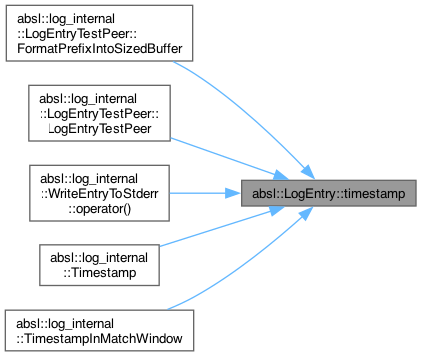 absl::log_internal
::LogEntryTestPeer::
FormatPrefixIntoSizedBuffer
absl::log_internal
::LogEntryTestPeer::
LogEntryTestPeer
absl::log_internal
::WriteEntryToStderr
::operator()
absl::LogEntry::timestamp
absl::log_internal
::Timestamp
absl::log_internal
::TimestampInMatchWindow